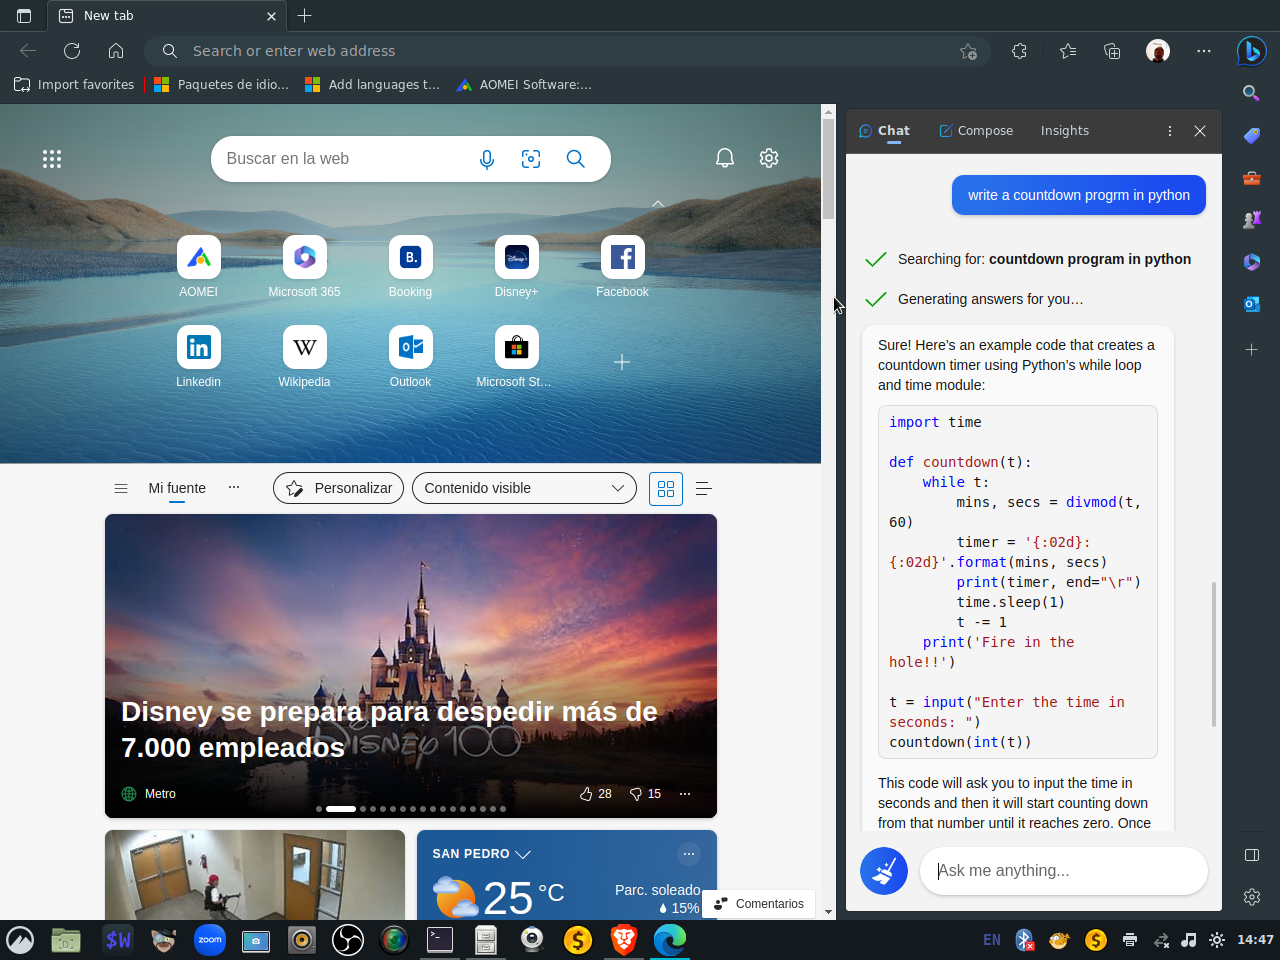 New tab
Search or enter web address
Import favorites
Paquetes de idio...
Add languages t...
AOMEI Software:...
Buscar en la web
AOMEI
Microsoft 365
Booking
Disney+
Facebook
Linkedin
Wikipedia
Outlook
Microsoft St...
Mi fuente
Personalizar
Contenido visible
Disney se prepara para despedir más de
7.000 empleados
DISNEY 100
Metro
28
15
SAN PEDRO
25 °C
Parc. soleado
15%
Comentarios
Chat
Compose
Insights
write a countdown progrm in python
Searching for: countdown program in python
Generating answers for you...
Sure! Here's an example code that creates a
countdown timer using Python's while loop
and time module:
import time
def countdown(t):
    while t:
        mins, secs = divmod(t,
60)
        timer = '{:02d}:
{:02d}'.format(mins, secs)
        print(timer, end="\r")
        time.sleep(1)
        t -= 1
    print('Fire in the
hole!!')
t = input("Enter the time in
seconds: ")
countdown(int(t))
This code will ask you to input the time in
seconds and then it will start counting down
from that number until it reaches zero. Once
Ask me anything...
$W
zoom
EN
14:47